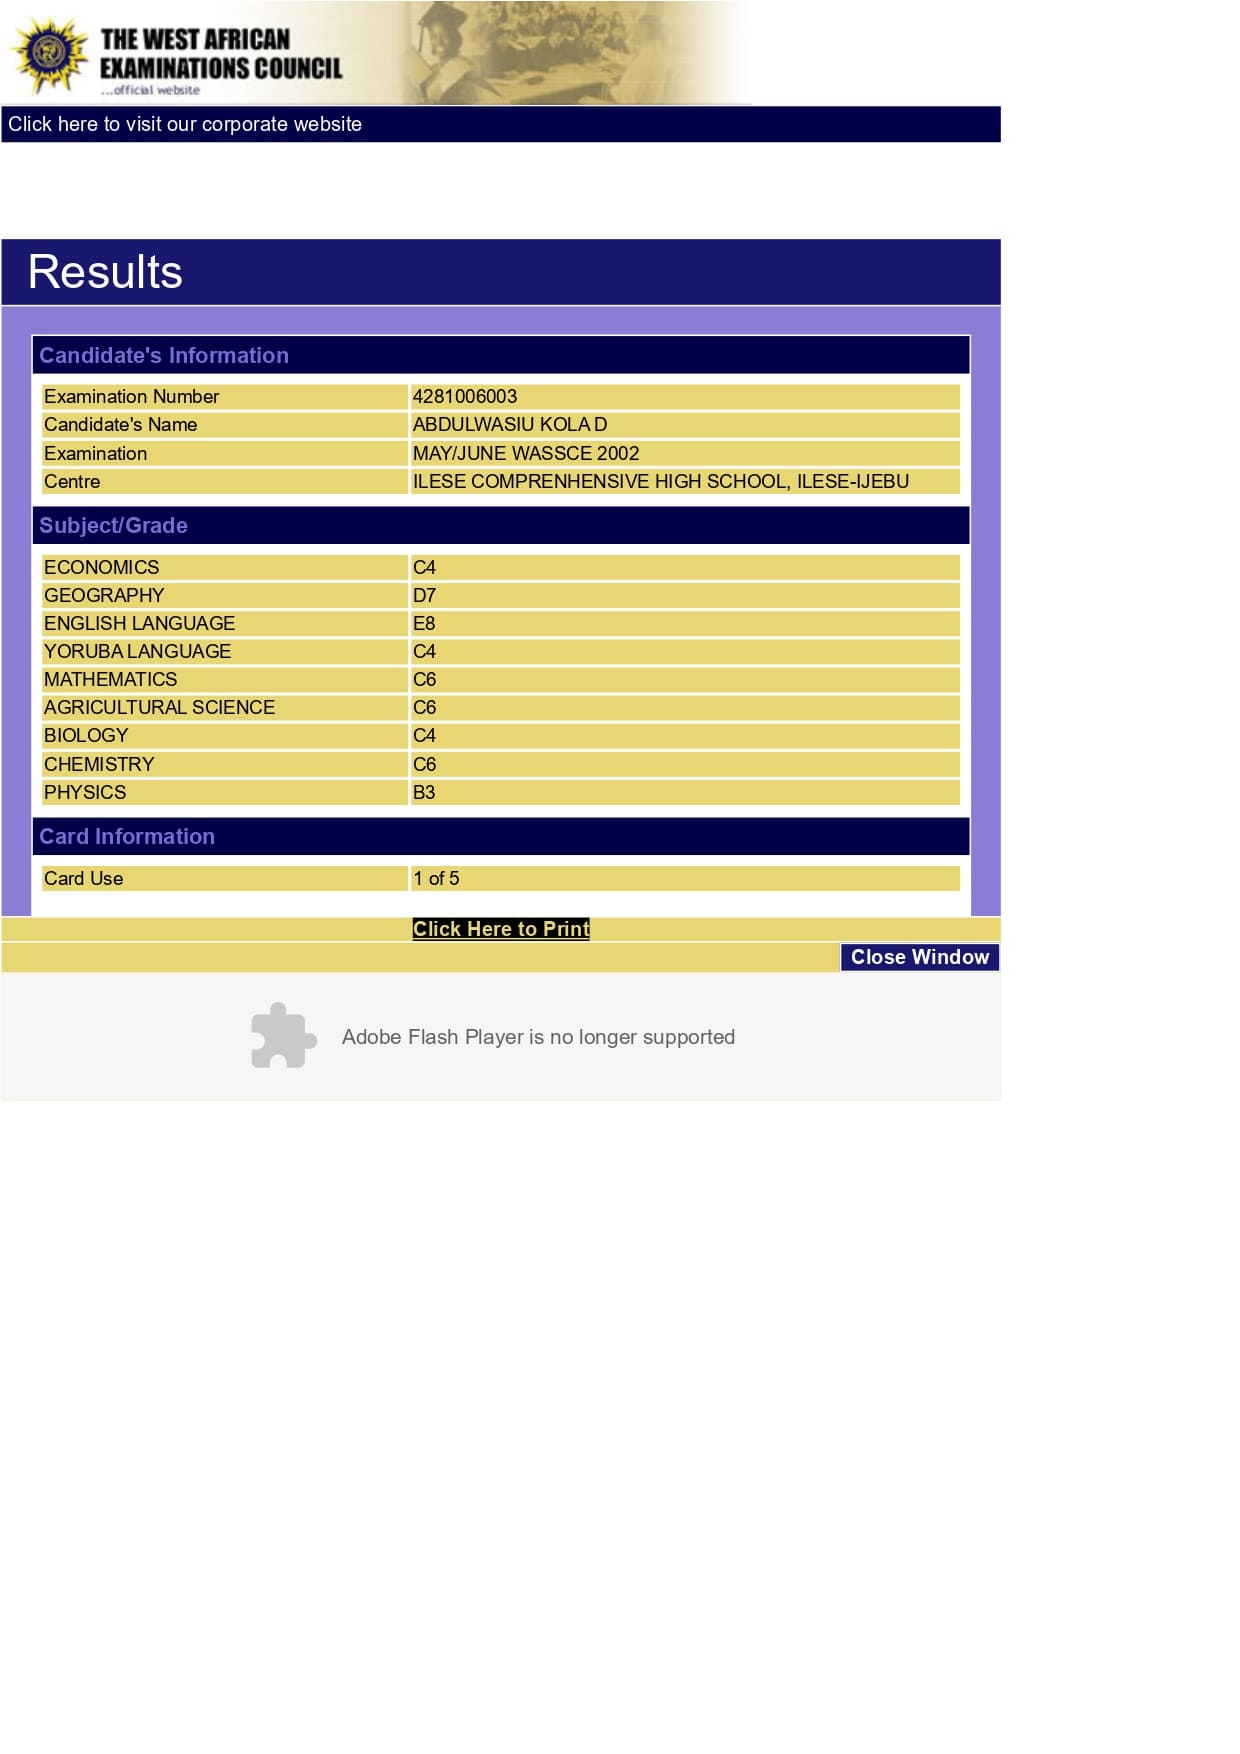 THE WEST AFRICAN
EXAMINATIONS COUNCIL
...official website
Click here to visit our corporate website
Results
Candidate's Information
Examination Number 4281006003
Candidate's Name ABDULWASIU KOLA D
Examination MAY/JUNE WASSCE 2002
Centre ILESE COMPRENHENSIVE HIGH SCHOOL, ILESE-IJEBU
Subject/Grade
ECONOMICS C4
GEOGRAPHY D7
ENGLISH LANGUAGE E8
YORUBA LANGUAGE C4
MATHEMATICS C6
AGRICULTURAL SCIENCE C6
BIOLOGY C4
CHEMISTRY C6
PHYSICS B3
Card Information
Card Use 1 of 5
Click Here to Print
Close Window
Adobe Flash Player is no longer supported